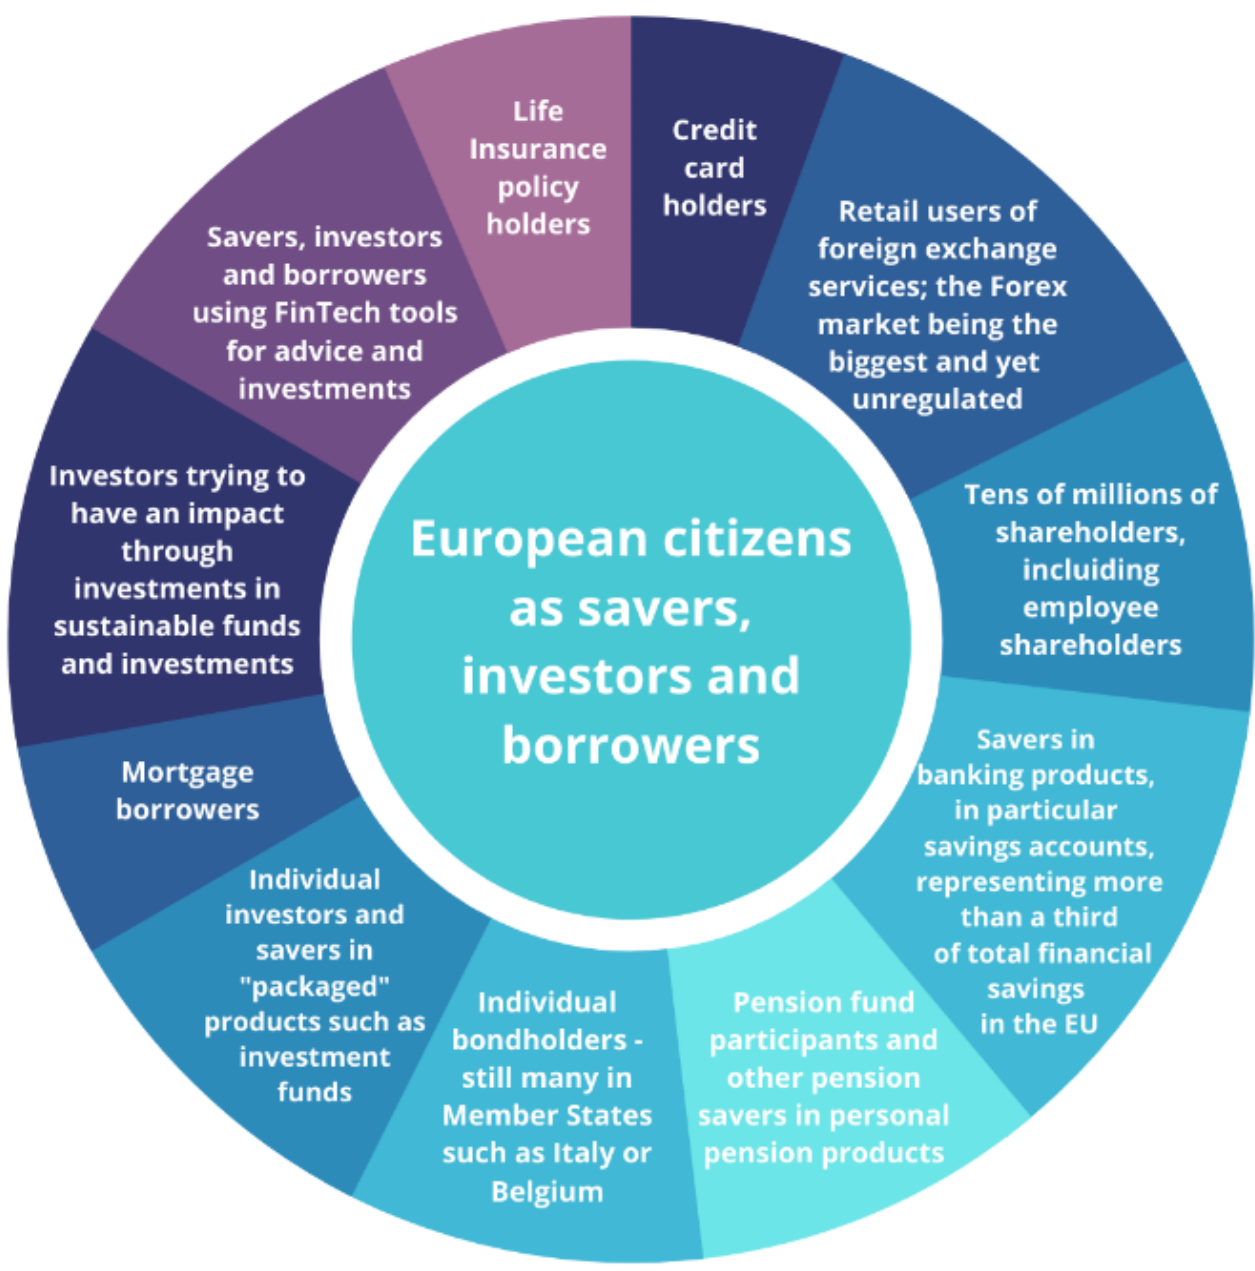 European citizens
as savers,
investors and
borrowers
Credit
card
holders
Retail users of
foreign exchange
services; the Forex
market being the
biggest and yet
unregulated
Tens of millions of
shareholders,
incluiding
employee
shareholders
Savers in
banking products,
in particular
savings accounts,
representing more
than a third
of total financial
savings
in the EU
Pension fund
participants and
other pension
savers in personal
pension products
Individual
bondholders -
still many in
Member States
such as Italy or
Belgium
Individual
investors and
savers in
"packaged"
products such as
investment
funds
Mortgage
borrowers
Investors trying to
have an impact
through
investments in
sustainable funds
and investments
Savers, investors
and borrowers
using FinTech tools
for advice and
investments
Life
Insurance
policy
holders